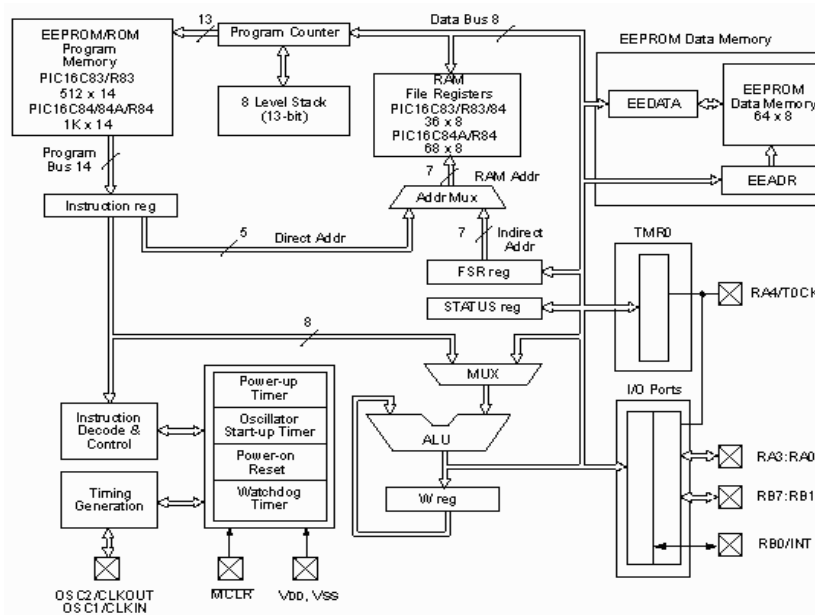 13
Program Counter
Data Bus 8
EEPROM/ROM
Program
Memory
PIC16C83/R83
512 x 14
PIC16C84/84A/R84
1K x 14
8 Level Stack
(13-bit)
RAM
File Registers
PIC16C83/R83/84
36 x 8
PIC16C84A/R84
68 x 8
EEPROM Data Memory
EEDATA
EEPROM
Data Memory
64 x 8
EEADR
Program
Bus 14
7
RAM Addr
Instruction reg
Addr Mux
5
Direct Addr
7
Indirect
Addr
FSR reg
STATUS reg
TMR0
RA4/T0CK
8
MUX
I/O Ports
Power-up
Timer
Instruction
Decode &
Control
Oscillator
Start-up Timer
ALU
Power-on
Reset
RA3:RA0
Timing
Generation
Watchdog
Timer
W reg
RB7:RB1
RB0/INT
OSC2/CLKOUT
OSC1/CLKIN
MCLR
VDD, VSS